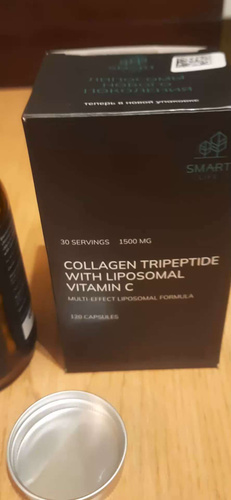 теперь в новой упаковке
SMART
30 SERVINGS 1500 MG
COLLAGEN TRIPEPTIDE
WITH LIPOSOMAL
VITAMIN C
MULTI-EFFECT LIPOSOMAL FORMULA
120 CAPSULES